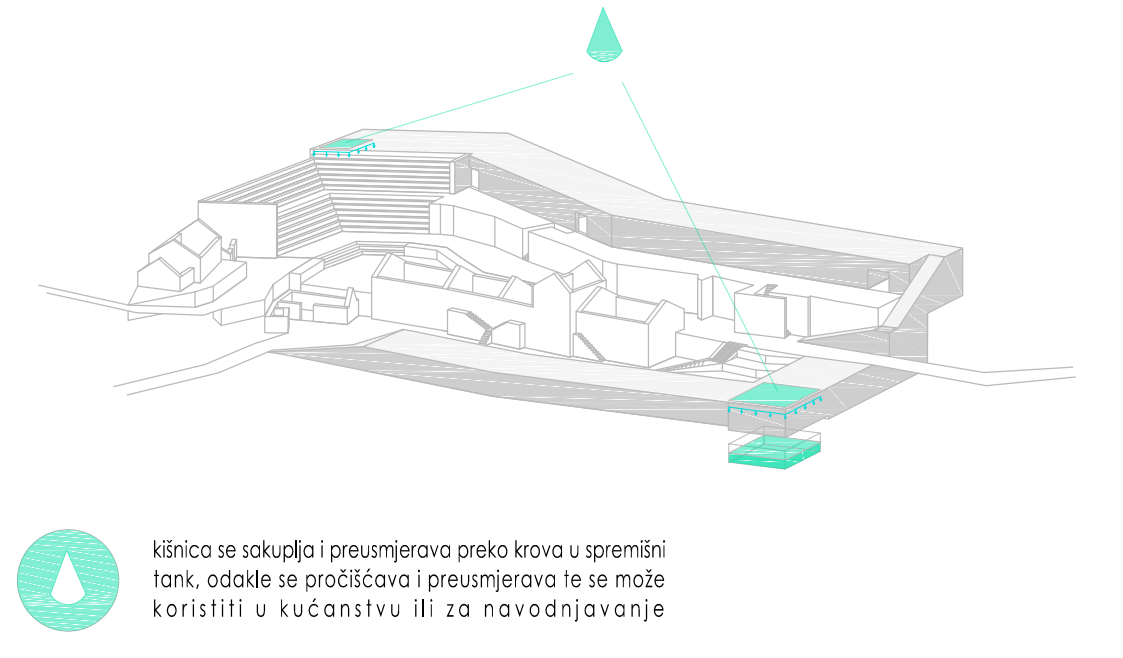 kišnica se sakuplja i preusmjerava preko krova u spremišni
tank, odakle se pročišćava i preusmjerava te se može
koristiti u kućanstvu ili za navodnjavanje